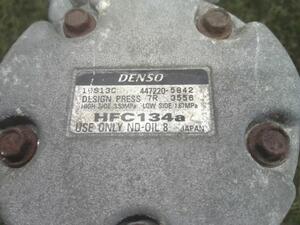 DENSO
10S13C 447220-5842
DESIGN PRESS 7R 3556
HIGH SIDE 3.53MPa LOW SIDE 1.67MPa
HFC134a
USE ONLY ND-OIL 8 JAPAN